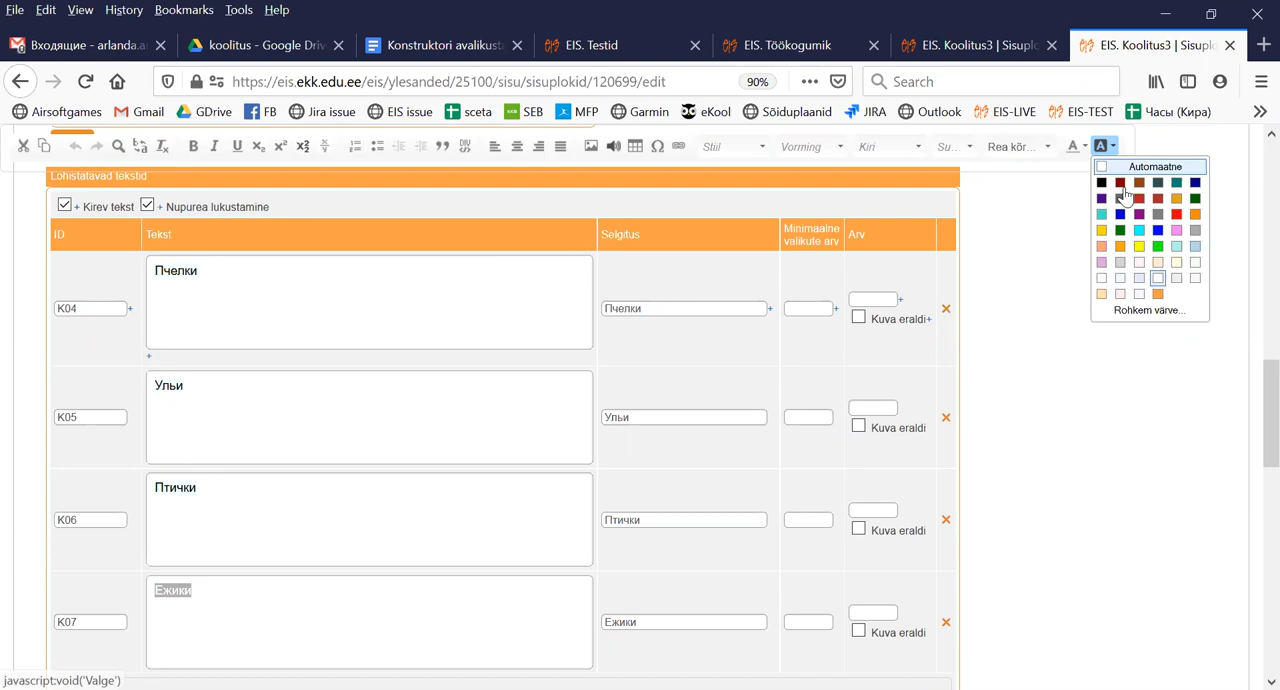 File Edit View History Bookmarks Tools Help
Входящие - arlanda.a
koolitus - Google Driv
Konstruktori avalikusta
EIS. Testid
EIS. Töökogumik
EIS. Koolitus3 | Sisuplo
EIS. Koolitus3 | Sisuplo
https://eis.ekk.edu.ee/eis/ylesanded/25100/sisu/sisuplokid/120699/edit
90%
Search
Airsoftgames Gmail GDrive FB Jira issue EIS issue sceta SEB MFP Garmin eKool Sõiduplaanid JIRA Outlook EIS-LIVE EIS-TEST Часы (Кира)
Stiil Vorming Kiri Su... Rea kõr...
Automaatne
Rohkem värve...
Lohistatavad tekstid
+ Kirev tekst + Nupurea lukustamine
ID Tekst Selgitus Minimaalne valikute arv Arv
Пчелки
K04 + Пчелки + + +
Kuva eraldi+
+
Ульи
K05 Ульи
Kuva eraldi
Птички
K06 Птички
Kuva eraldi
Ежики
K07 Ежики
Kuva eraldi
javascript:void('Valge')